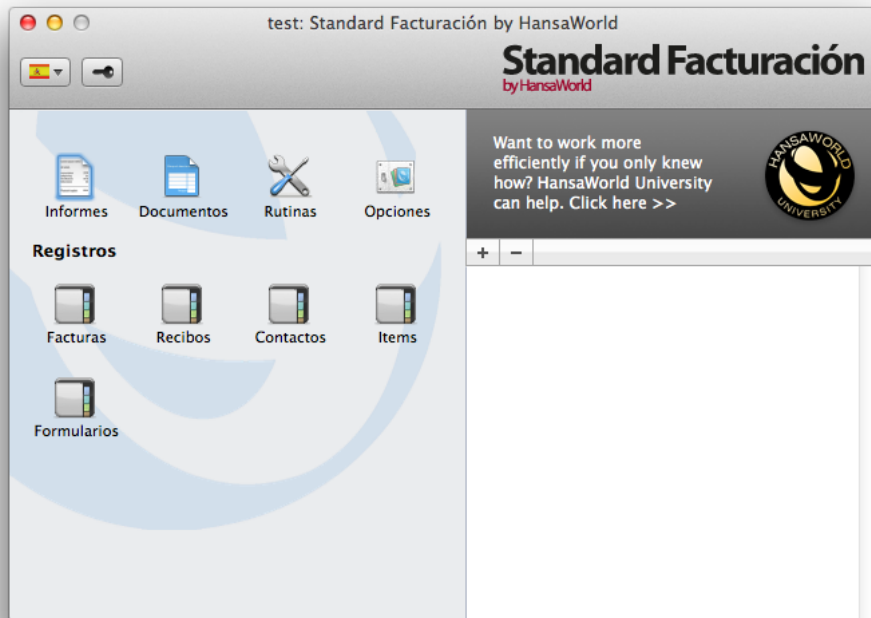 test: Standard Facturación by HansaWorld
Standard Facturación
by HansaWorld
Informes
Documentos
Rutinas
Opciones
Registros
Facturas
Recibos
Contactos
Items
Formularios
Want to work more
efficiently if you only knew
how? HansaWorld University
can help. Click here >>
HANSAWORLD
UNIVERSITY
+
−